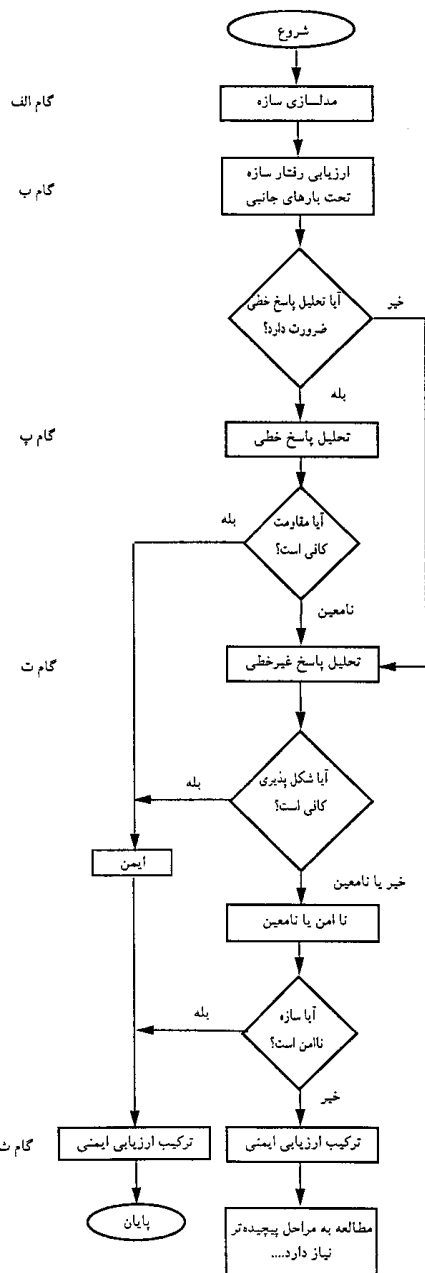 شروع
گام الف
مدلسازی سازه
گام ب
ارزیابی رفتار سازه
تحت بارهای جانبی
آیا تحلیل پاسخ خطی
ضرورت دارد؟
خیر
بله
گام پ
تحلیل پاسخ خطی
آیا مقاومت
کافی است؟
بله
نامعین
گام ت
تحلیل پاسخ غیرخطی
آیا شکل پذیری
کافی است؟
بله
ایمن
خیر یا نامعین
نا امن یا نامعین
آیا سازه
ناامن است؟
بله
خیر
گام ث
ترکیب ارزیابی ایمنی
ترکیب ارزیابی ایمنی
پایان
مطالعه به مراحل پیچیده‌تر
نیاز دارد....